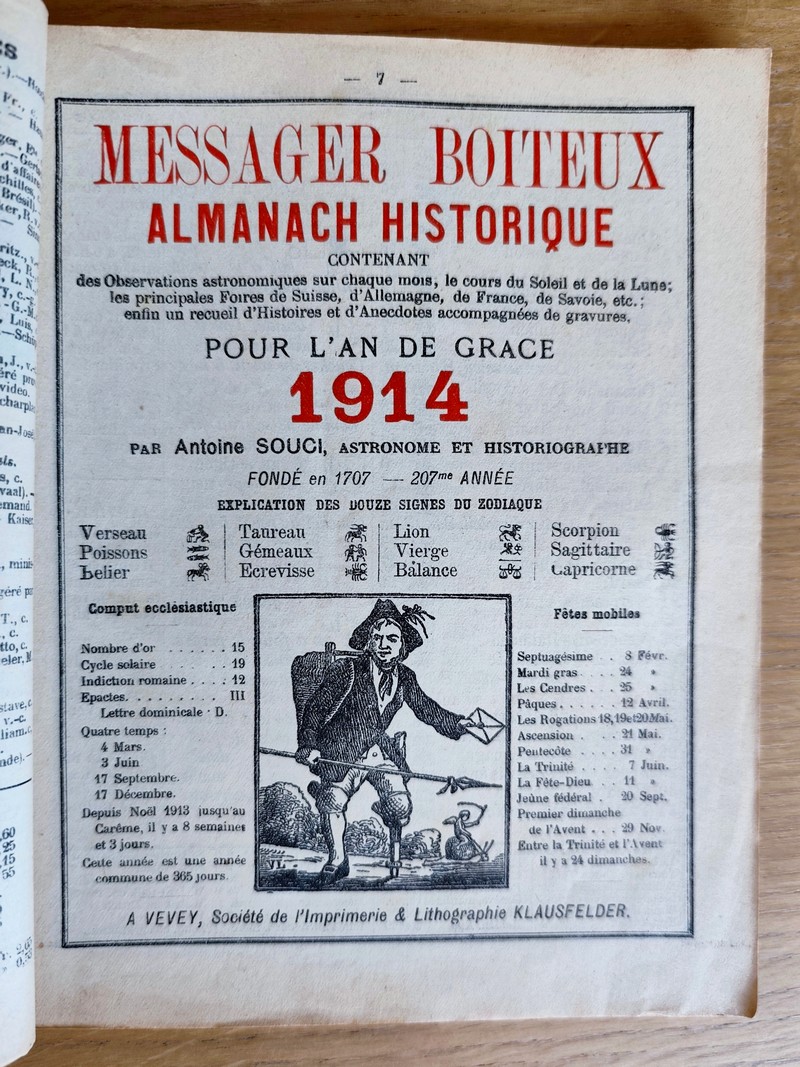 — 7 —
MESSAGER BOITEUX
ALMANACH HISTORIQUE
CONTENANT
des Observations astronomiques sur chaque mois, le cours du Soleil et de la Lune;
les principales Foires de Suisse, d'Allemagne, de France, de Savoie, etc.;
enfin un recueil d'Histoires et d'Anecdotes accompagnées de gravures.
POUR L'AN DE GRACE
1914
PAR Antoine SOUCI, ASTRONOME ET HISTORIOGRAPHE
FONDÉ en 1707 — 207me ANNÉE
EXPLICATION DES DOUZE SIGNES DU ZODIAQUE
Verseau Taureau Lion Scorpion
Poissons Gémeaux Vierge Sagittaire
Belier Ecrevisse Balance Capricorne
Comput ecclésiastique
Nombre d'or . . . . . . 15
Cycle solaire . . . . . 19
Indiction romaine . . . . 12
Epactes. . . . . . . . . III
Lettre dominicale · D.
Quatre temps :
4 Mars.
3 Juin
17 Septembre.
17 Décembre.
Depuis Noël 1913 jusqu'au
Carême, il y a 8 semaines
et 3 jours.
Cette année est une année
commune de 365 jours.
VL
Fêtes mobiles
Septuagésime . . 8 Févr.
Mardi gras . . . 24 »
Les Cendres . . . 25 »
Pâques . . . . . . 12 Avril.
Les Rogations 18, 19 et 20 Mai.
Ascension . . . . 21 Mai.
Pentecôte . . . . 31 »
La Trinité . . . . 7 Juin.
La Fête-Dieu . . 11 »
Jeûne fédéral . . 20 Sept.
Premier dimanche
de l'Avent . . . 29 Nov.
Entre la Trinité et l'Avent
il y a 24 dimanches.
A VEVEY, Société de l'Imprimerie & Lithographie KLAUSFELDER.